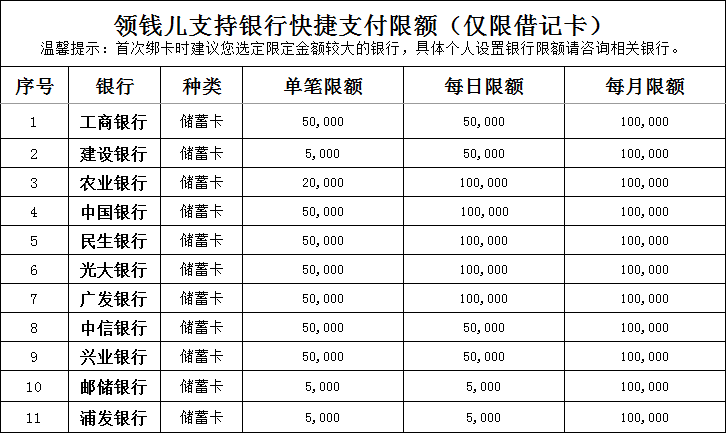 领钱儿支持银行快捷支付限额（仅限借记卡）
温馨提示：首次绑卡时建议您选定限定金额较大的银行，具体个人设置银行限额请咨询相关银行。
序号 银行 种类 单笔限额 每日限额 每月限额
1 工商银行 储蓄卡 50,000 50,000 100,000
2 建设银行 储蓄卡 5,000 50,000 100,000
3 农业银行 储蓄卡 20,000 100,000 100,000
4 中国银行 储蓄卡 50,000 100,000 100,000
5 民生银行 储蓄卡 50,000 100,000 100,000
6 光大银行 储蓄卡 50,000 100,000 100,000
7 广发银行 储蓄卡 50,000 100,000 100,000
8 中信银行 储蓄卡 50,000 50,000 100,000
9 兴业银行 储蓄卡 50,000 50,000 100,000
10 邮储银行 储蓄卡 5,000 5,000 100,000
11 浦发银行 储蓄卡 5,000 5,000 100,000